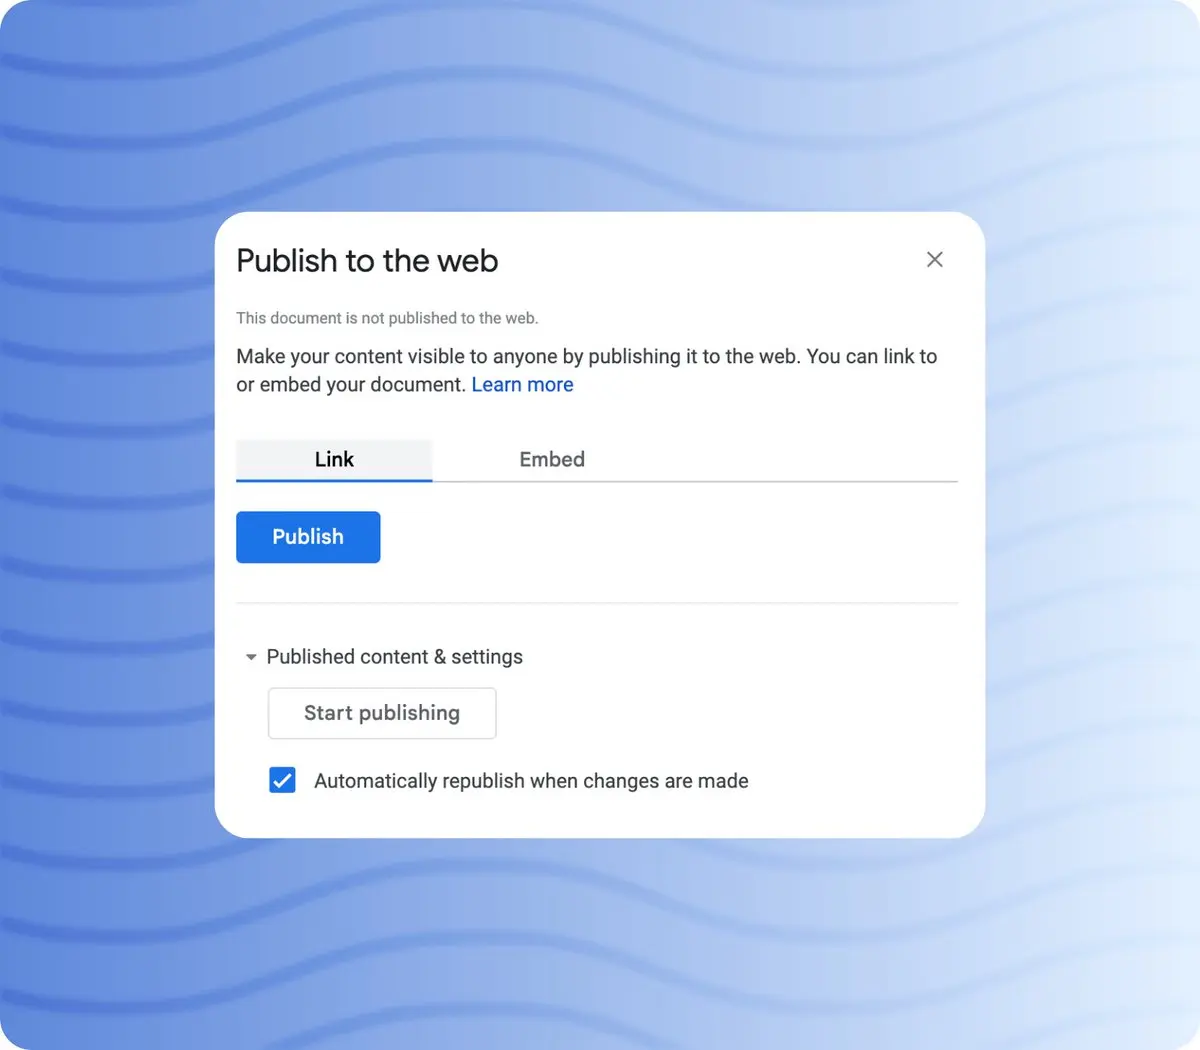 Publish to the web
This document is not published to the web.
Make your content visible to anyone by publishing it to the web. You can link to
or embed your document. Learn more
Link
Embed
Publish
Published content & settings
Start publishing
Automatically republish when changes are made